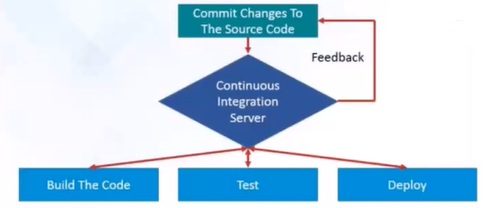 Commit Changes To
The Source Code
Feedback
Continuous
Integration
Server
Build The Code
Test
Deploy